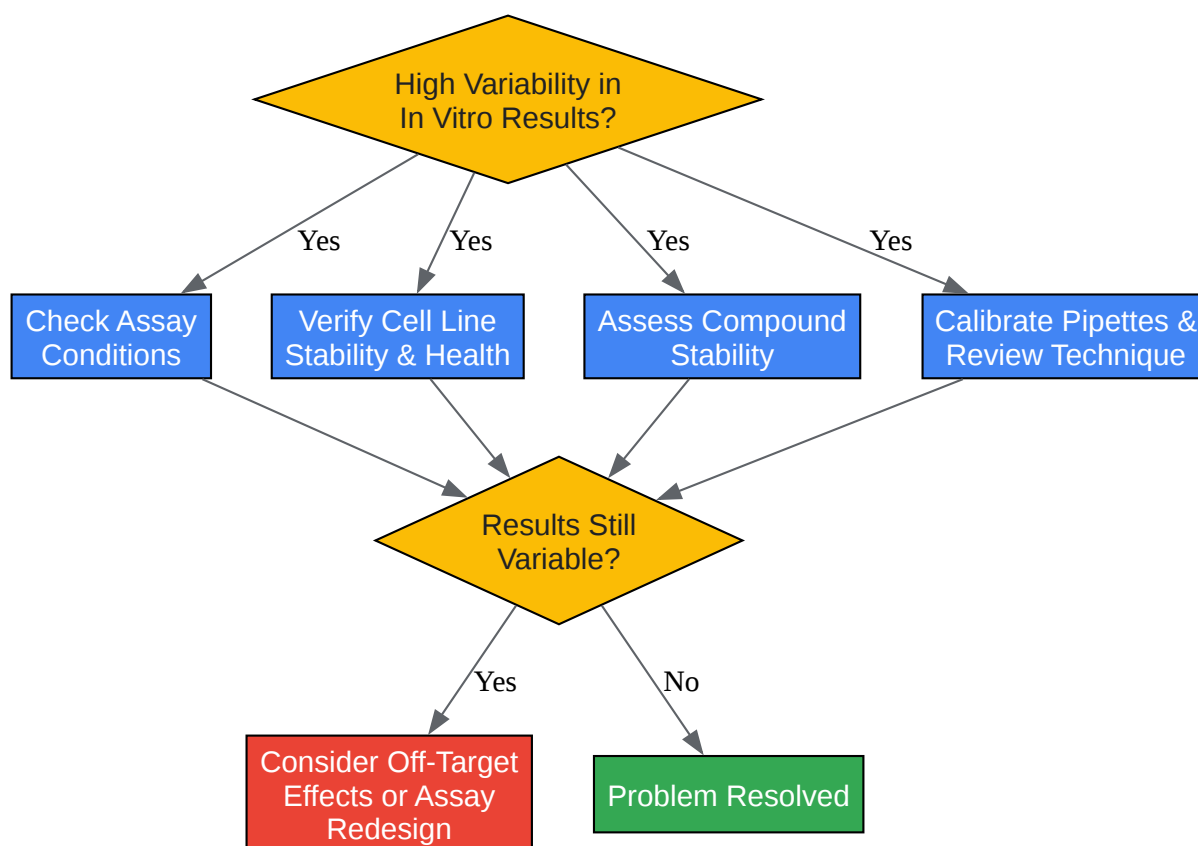 High Variability in
In Vitro Results?
Yes
Yes
Yes
Yes
Check Assay
Conditions
Verify Cell Line
Stability & Health
Assess Compound
Stability
Calibrate Pipettes &
Review Technique
Results Still
Variable?
Yes
No
Consider Off-Target
Effects or Assay
Redesign
Problem Resolved